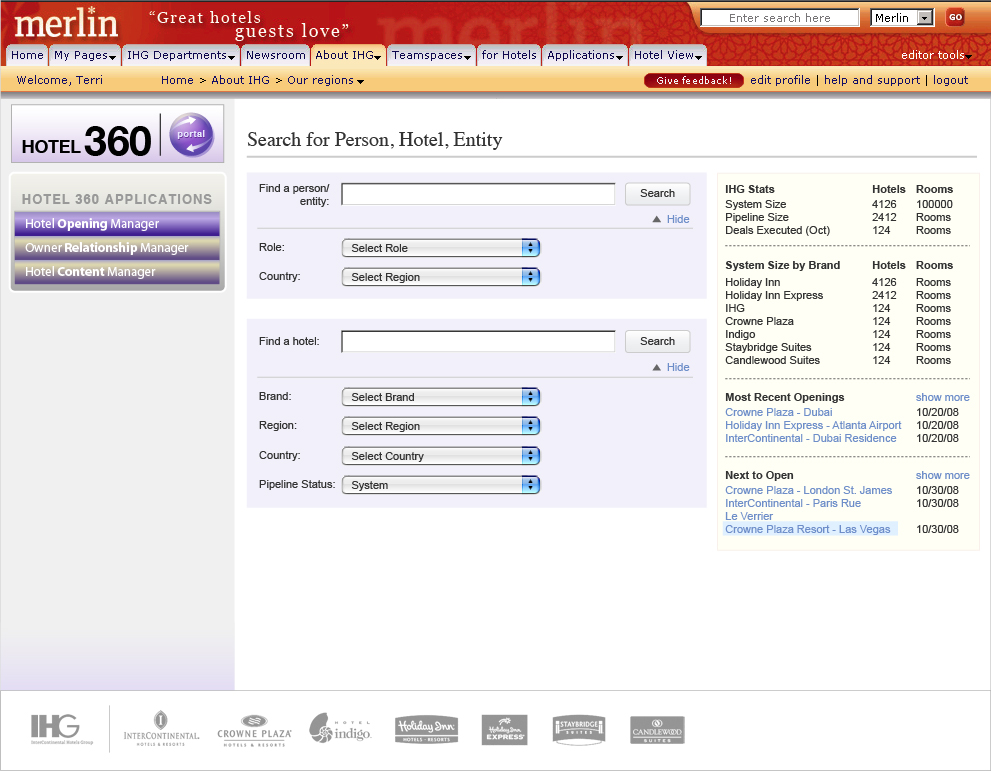 merlin
“Great hotels
guests love”
Enter search here
Merlin
GO
Home
My Pages
IHG Departments
Newsroom
About IHG
Teamspaces
for Hotels
Applications
Hotel View
editor tools
Welcome, Terri
Home > About IHG > Our regions
Give feedback!
edit profile | help and support | logout
HOTEL 360
portal
HOTEL 360 APPLICATIONS
Hotel Opening Manager
Owner Relationship Manager
Hotel Content Manager
Search for Person, Hotel, Entity
Find a person/
entity:
Search
Hide
Role:
Select Role
Country:
Select Region
Find a hotel:
Search
Hide
Brand:
Select Brand
Region:
Select Region
Country:
Select Country
Pipeline Status:
System
IHG Stats Hotels Rooms
System Size 4126 100000
Pipeline Size 2412 Rooms
Deals Executed (Oct) 124 Rooms
System Size by Brand Hotels Rooms
Holiday Inn 4126 Rooms
Holiday Inn Express 2412 Rooms
IHG 124 Rooms
Crowne Plaza 124 Rooms
Indigo 124 Rooms
Staybridge Suites 124 Rooms
Candlewood Suites 124 Rooms
Most Recent Openings show more
Crowne Plaza - Dubai 10/20/08
Holiday Inn Express - Atlanta Airport 10/20/08
InterContinental - Dubai Residence 10/20/08
Next to Open show more
Crowne Plaza - London St. James 10/30/08
InterContinental - Paris Rue 10/30/08
Le Verrier
Crowne Plaza Resort - Las Vegas 10/30/08
IHG
InterContinental Hotels Group
INTERCONTINENTAL.
HOTELS & RESORTS
CROWNE PLAZA
HOTELS & RESORTS
HOTEL
indigo.
Holiday Inn
HOTELS · RESORTS
Holiday Inn
EXPRESS
STAYBRIDGE
SUITES
CANDLEWOOD
SUITES